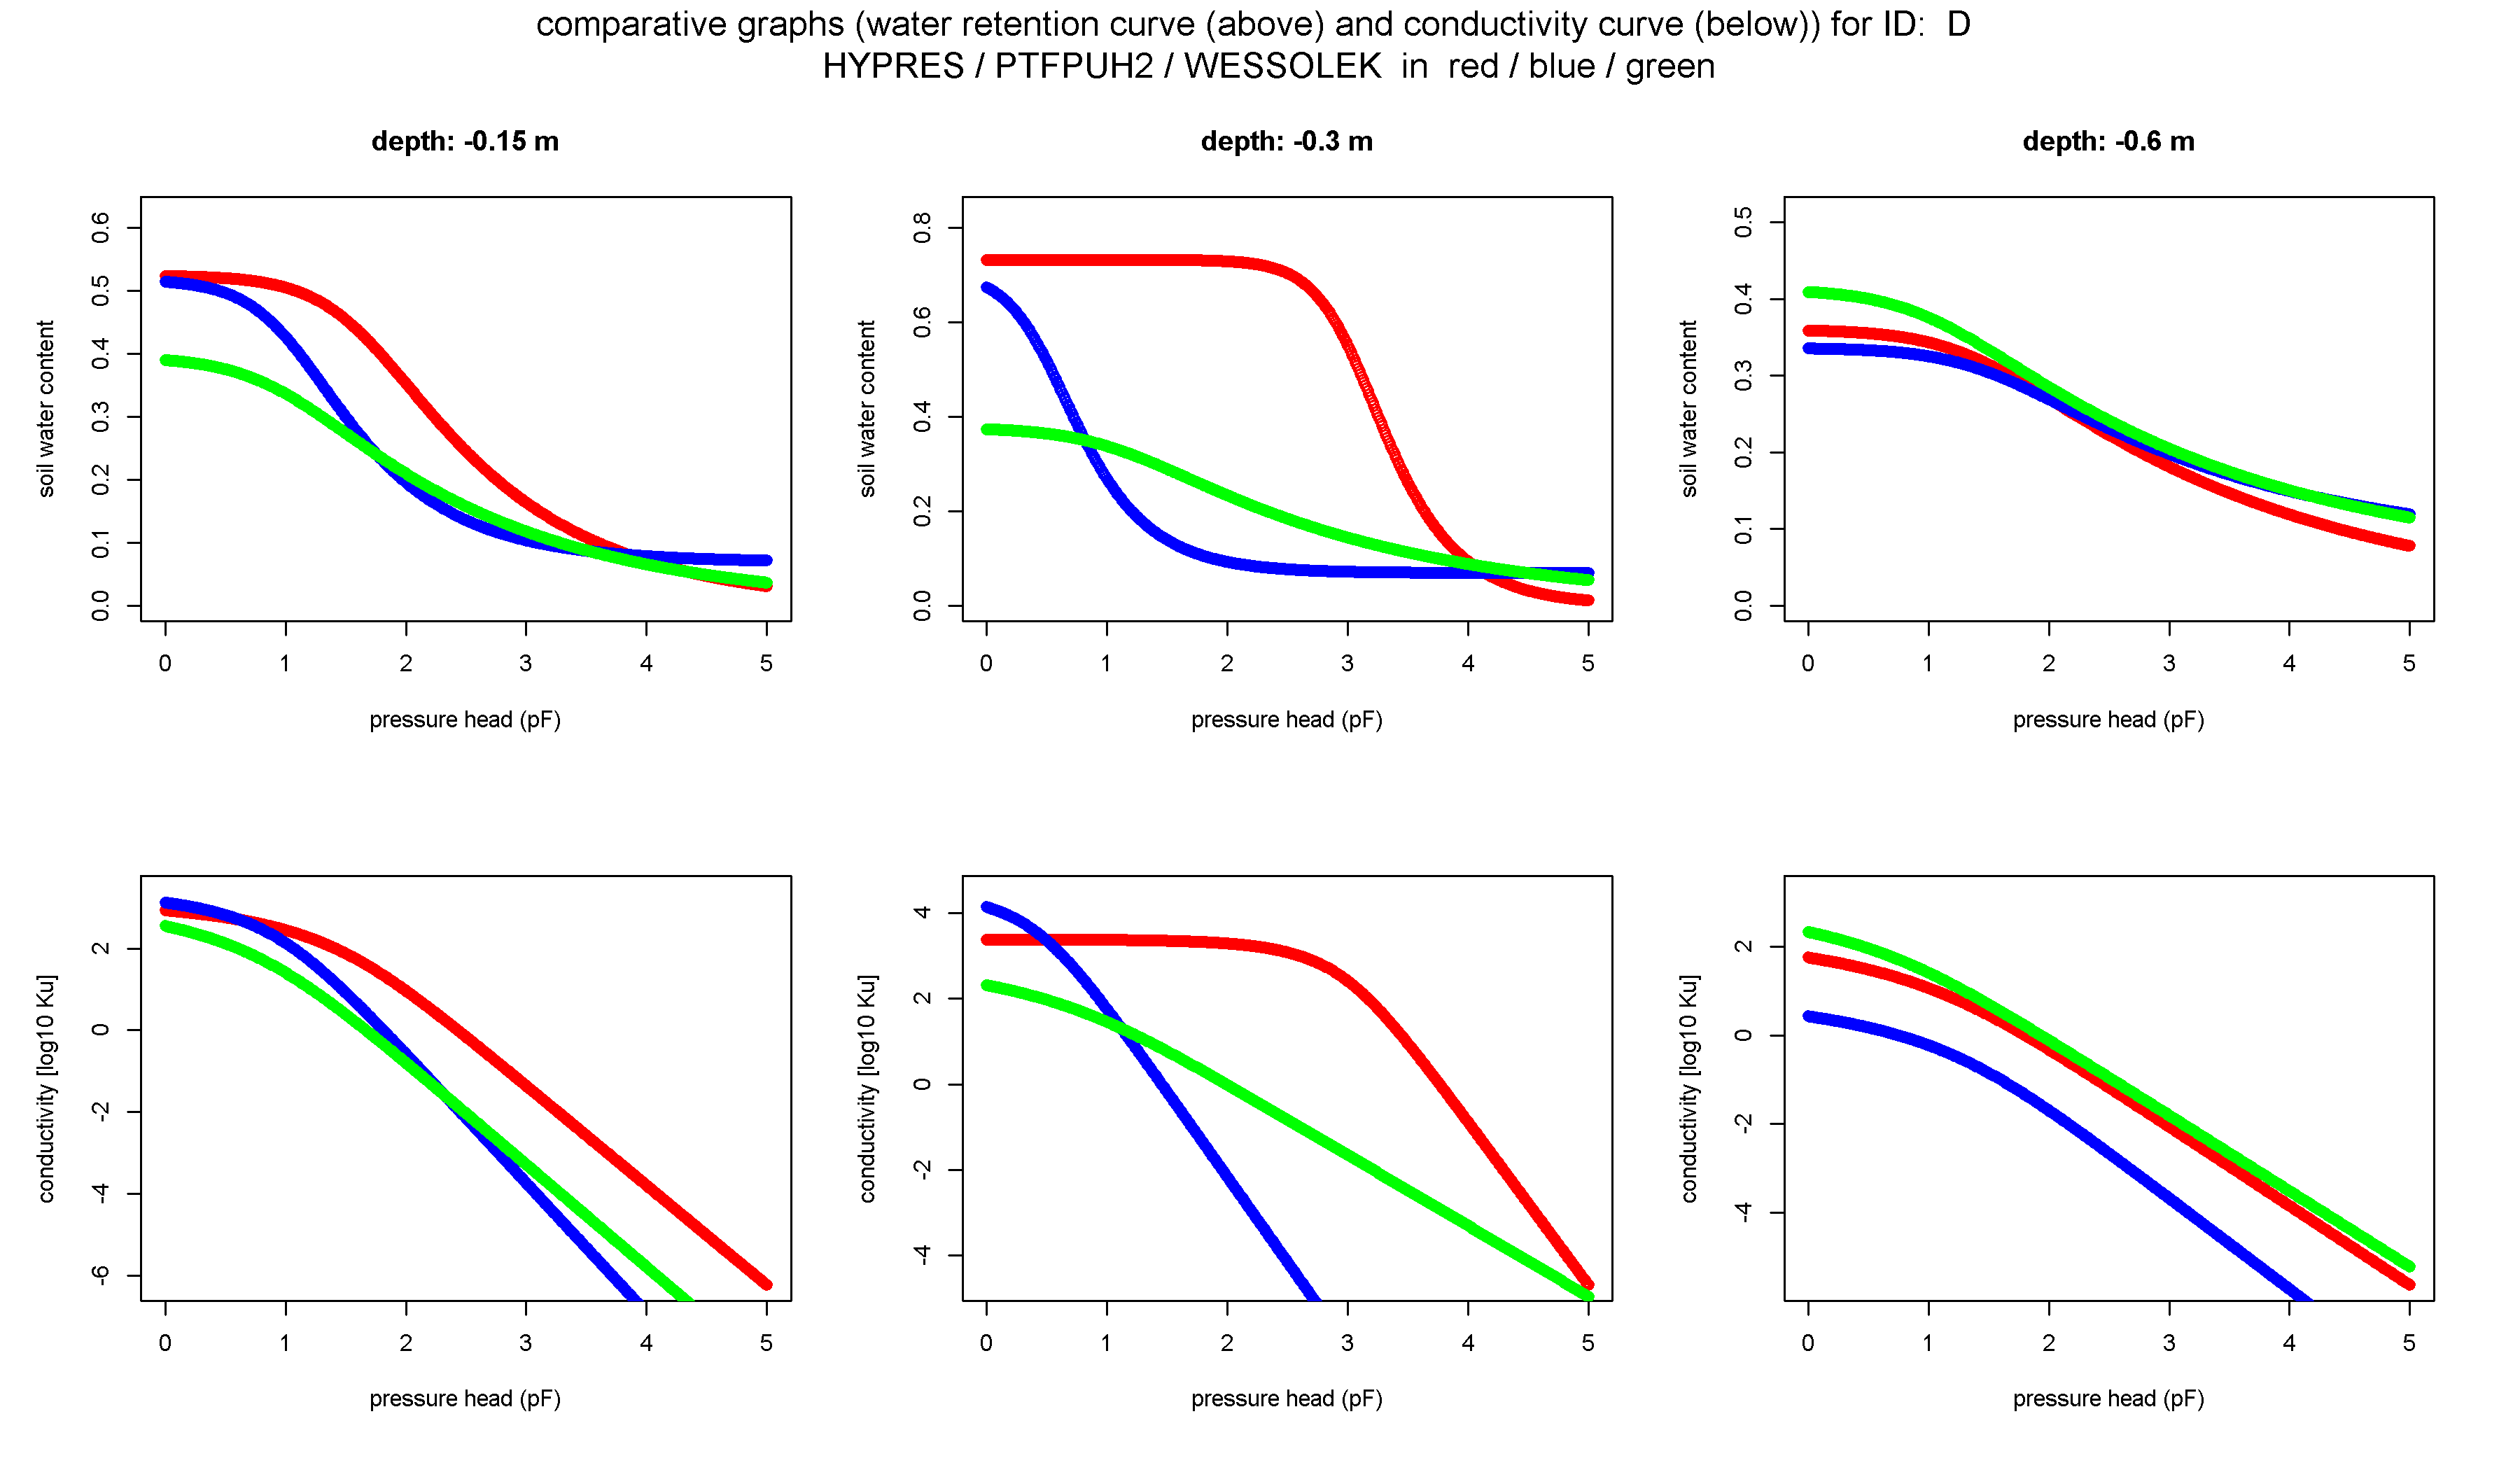 comparative graphs (water retention curve (above) and conductivity curve (below)) for ID:  D
HYPRES / PTFPUH2 / WESSOLEK  in  red / blue / green
depth: -0.15 m
soil water content
0.6
0.5
0.4
0.3
0.2
0.1
0.0
0 1 2 3 4 5
pressure head (pF)
depth: -0.3 m
soil water content
0.8
0.6
0.4
0.2
0.0
0 1 2 3 4 5
pressure head (pF)
depth: -0.6 m
soil water content
0.5
0.4
0.3
0.2
0.1
0.0
0 1 2 3 4 5
pressure head (pF)
conductivity [log10 Ku]
2
0
-2
-4
-6
0 1 2 3 4 5
pressure head (pF)
conductivity [log10 Ku]
4
2
0
-2
-4
0 1 2 3 4 5
pressure head (pF)
conductivity [log10 Ku]
2
0
-2
-4
0 1 2 3 4 5
pressure head (pF)